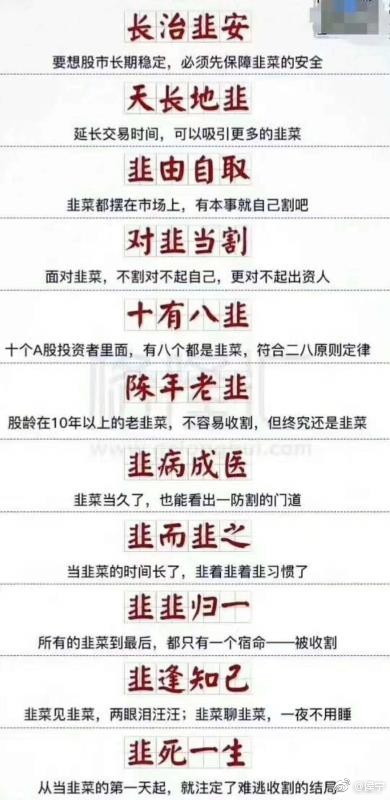 长治韭安
要想股市长期稳定，必须先保障韭菜的安全
天长地韭
延长交易时间，可以吸引更多的韭菜
韭由自取
韭菜都摆在市场上，有本事就自己割吧
对韭当割
面对韭菜，不割对不起自己，更对不起出资人
十有八韭
十个A股投资者里面，有八个都是韭菜，符合二八原则定律
陈年老韭
股龄在10年以上的老韭菜，不容易收割，但终究还是韭菜
韭病成医
韭菜当久了，也能看出一防割的门道
韭而韭之
当韭菜的时间长了，韭着韭着韭习惯了
韭韭归一
所有的韭菜到最后，都只有一个宿命——被收割
韭逢知己
韭菜见韭菜，两眼泪汪汪；韭菜聊韭菜，一夜不用睡
韭死一生
从当韭菜的第一天起，就注定了难逃收割的结局